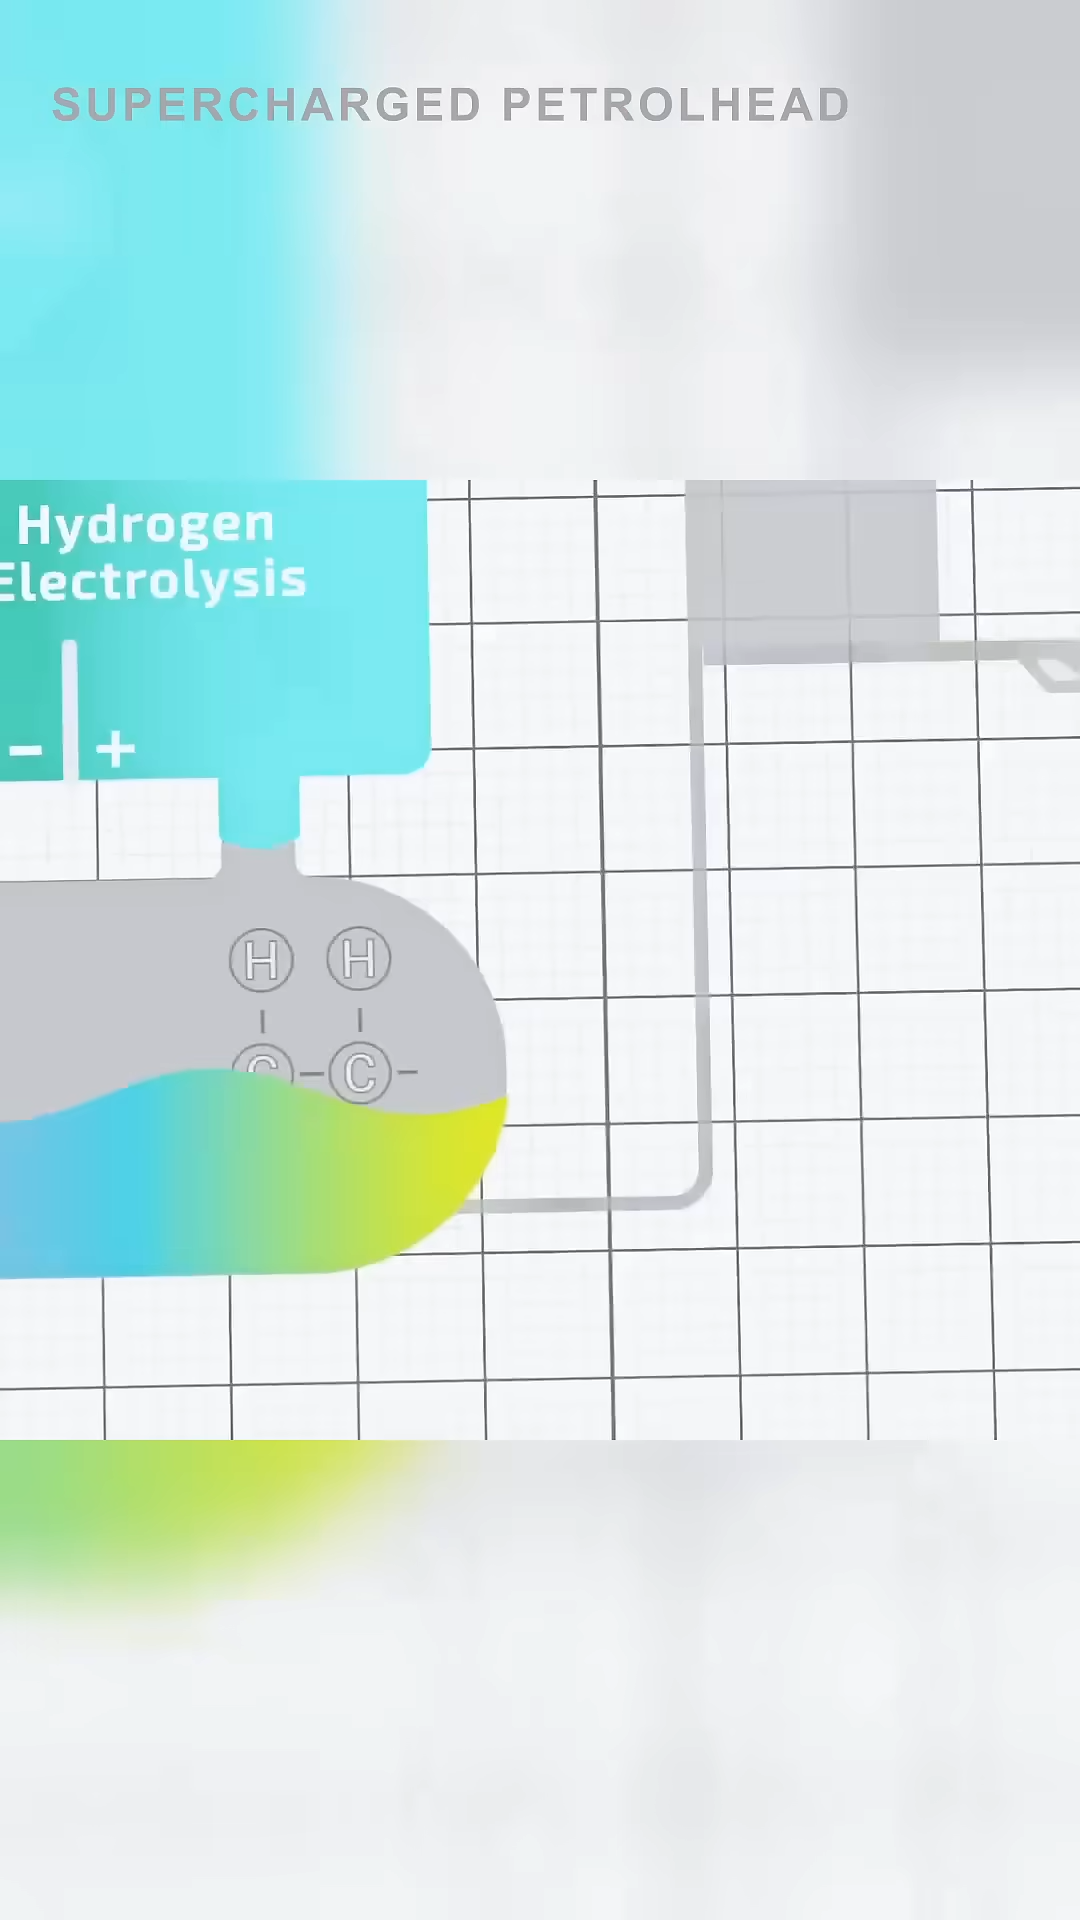 SUPERCHARGED PETROLHEAD
Hydrogen
Electrolysis
- +
H H
C-C-